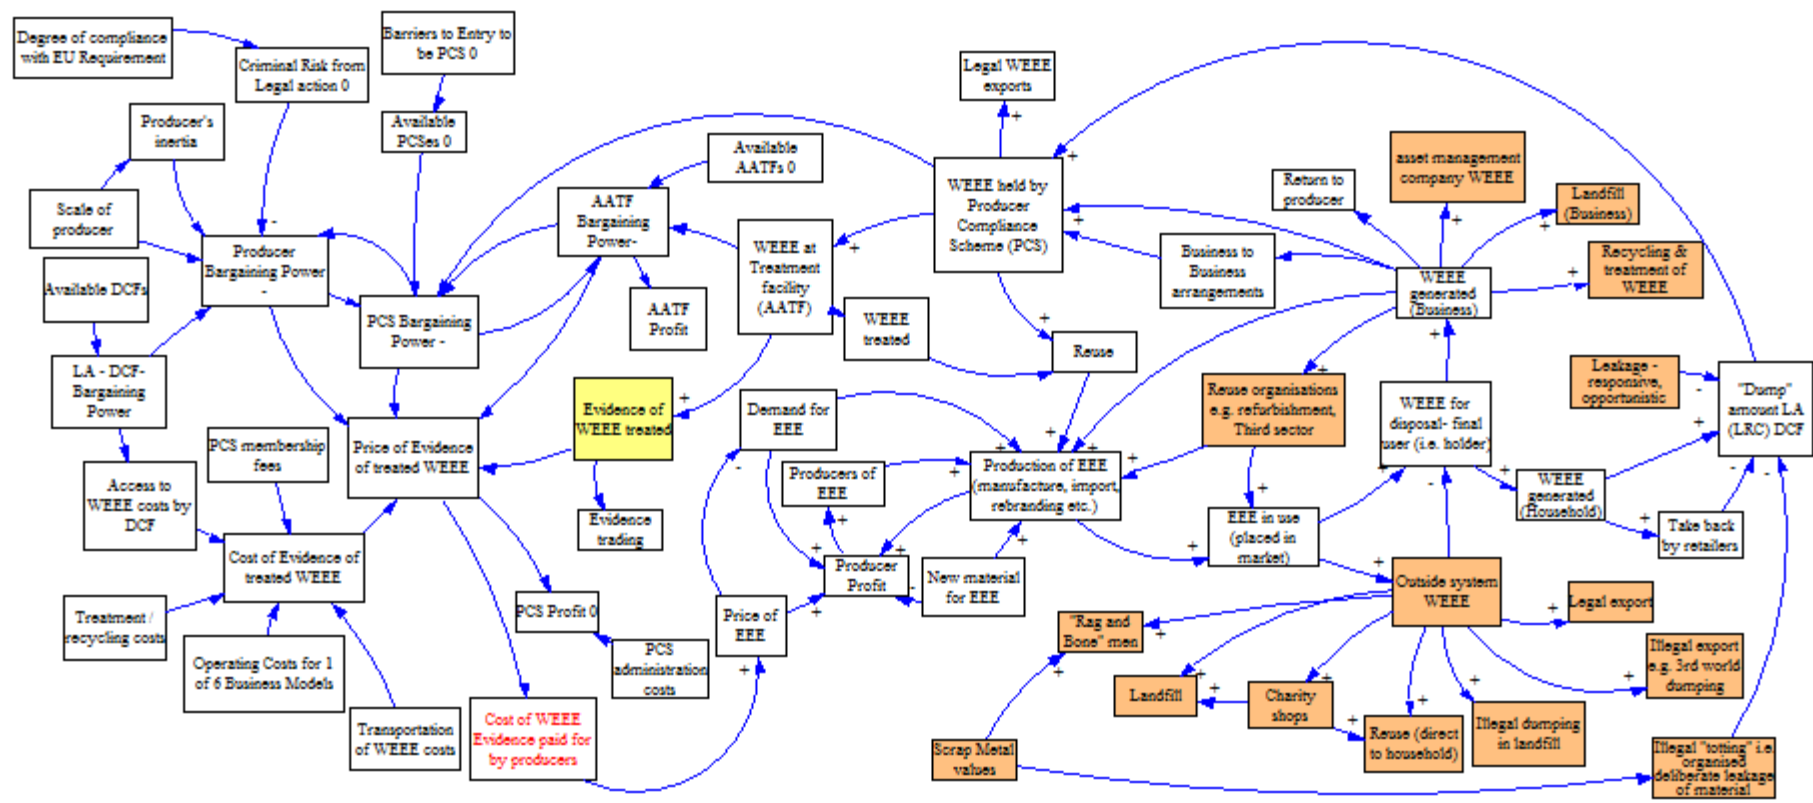 Degree of compliance
with EU Requirement
Criminal Risk from
Legal action 0
Barriers to Entry to
be PCS 0
Available
PCSes 0
Producer's
inertia
Scale of
producer
Producer
Bargaining Power
-
-
Available DCFs
LA - DCF-
Bargaining
Power
Access to
WEEE costs by
DCF
PCS membership
fees
Cost of Evidence of
treated WEEE
Treatment /
recycling costs
Operating Costs for 1
of 6 Business Models
Transportation
of WEEE costs
PCS Bargaining
Power -
Price of Evidence
of treated WEEE
AATF
Bargaining
Power-
Available
AATFs 0
AATF
Profit
WEEE at
Treatment
facility
(AATF)
+
WEEE
treated
Evidence of
WEEE treated
+
Evidence
trading
PCS Profit 0
PCS
administration
costs
Cost of WEEE
Evidence paid for
by producers
Price of
EEE
+
+
Demand for
EEE
-
Producers of
EEE
+
+
Producer
Profit
+
+
-
New material
for EEE
+
Production of EEE
(manufacture, import,
rebranding etc.)
+
+
+
+
Reuse
+
Legal WEEE
exports
+
WEEE held by
Producer
Compliance
Scheme (PCS)
+
+
Business to
Business
arrangements
Return to
producer
asset management
company WEEE
+
Landfill
(Business)
+
Recycling &
treatment of
WEEE
+
WEEE
generated
(Business)
+
Reuse organisations
e.g. refurbishment,
Third sector
+
EEE in use
(placed in
market)
+
+
WEEE for
disposal- final
user (i.e. holder)
+
-
WEEE
generated
(Household)
+
Take back
by retailers
+
Leakage -
responsive,
opportunistic
"Dump"
amount LA
(LRC) DCF
-
+
-
-
Outside system
WEEE
+
Legal export
+
Illegal export
e.g. 3rd world
dumping
+
Illegal dumping
in landfill
+
Reuse (direct
to household)
+
+
Charity
shops
+
Landfill
+
+
"Rag and
Bone" men
+
+
Scrap Metal
values
Illegal "totting" i.e.
organised
deliberate leakage
of material
+